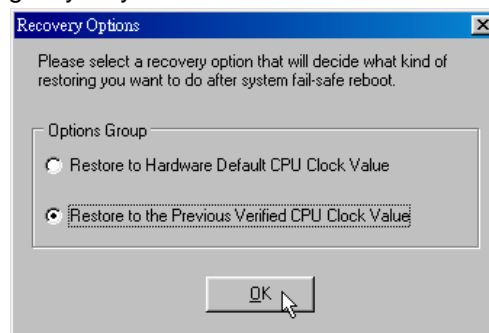 Recovery Options
Please select a recovery option that will decide what kind of
restoring you want to do after system fail-safe reboot.
Options Group
Restore to Hardware Default CPU Clock Value
Restore to the Previous Verified CPU Clock Value
OK